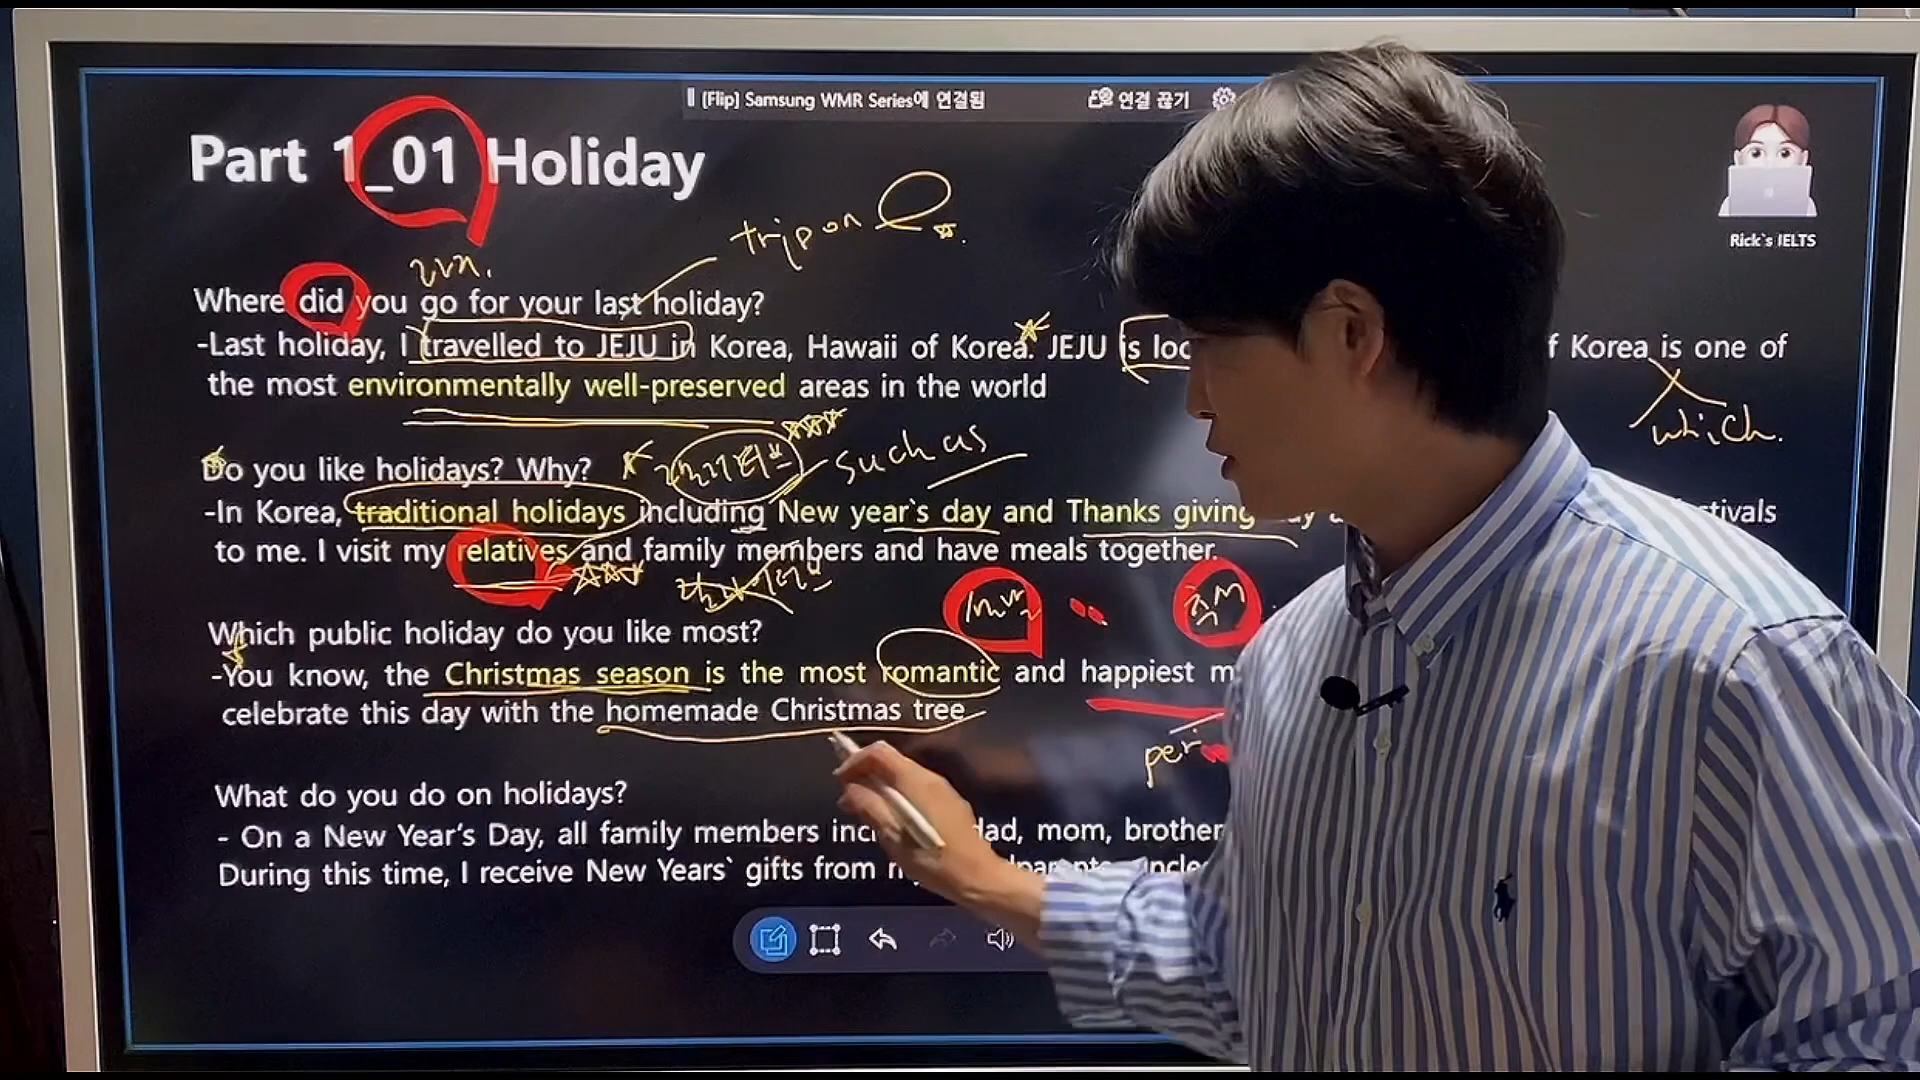 [Flip] Samsung WMR Series에 연결됨 연결 끊기
Part 1_01 Holiday
Rick`s IELTS
trip on
Where did you go for your last holiday?
-Last holiday, I travelled to JEJU in Korea, Hawaii of Korea. JEJU is loc f Korea is one of
the most environmentally well-preserved areas in the world
which.
such as
Do you like holidays? Why?
-In Korea, traditional holidays including New year`s day and Thanks giving stivals
to me. I visit my relatives and family members and have meals together.
Which public holiday do you like most?
-You know, the Christmas season is the most romantic and happiest m
celebrate this day with the homemade Christmas tree
peri
What do you do on holidays?
- On a New Year's Day, all family members inc dad, mom, brother
During this time, I receive New Years` gifts from